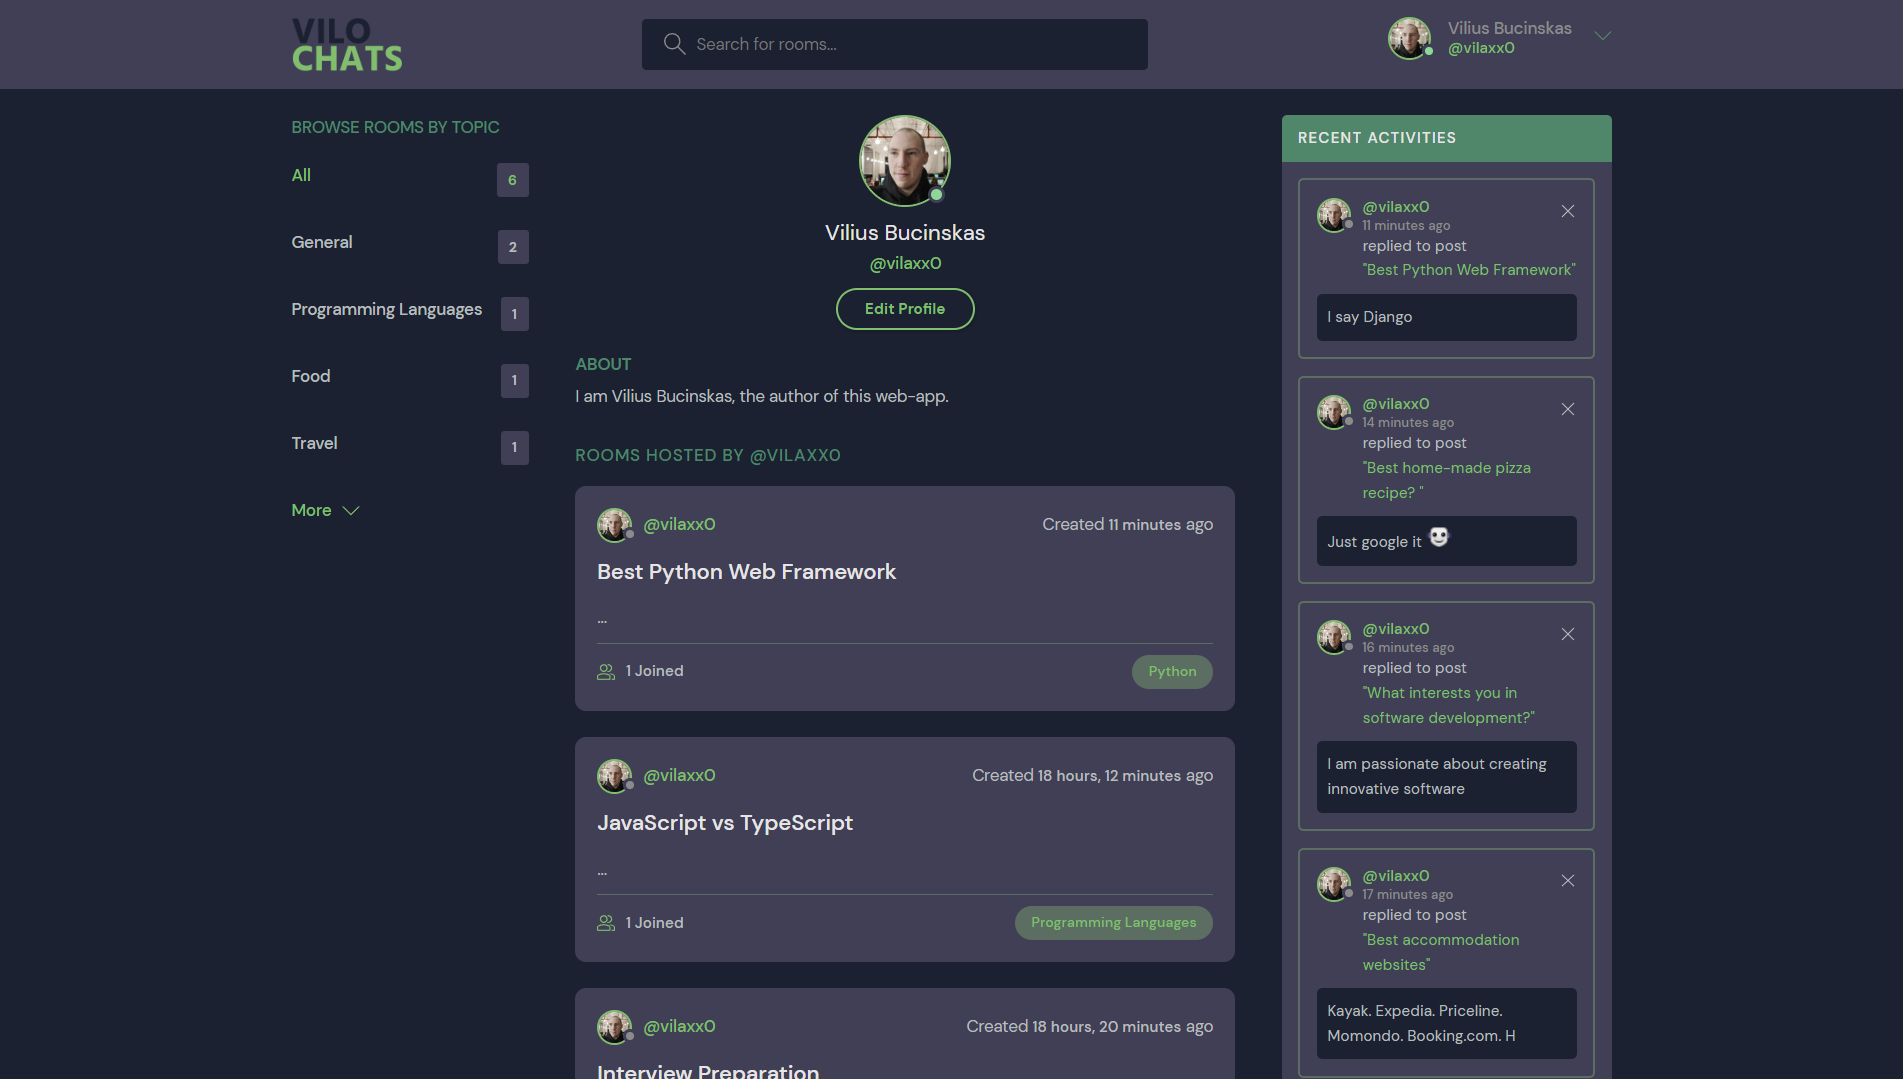 VILO
CHATS
Search for rooms...
Vilius Bucinskas
@vilaxx0
BROWSE ROOMS BY TOPIC
All 6
General 2
Programming Languages 1
Food 1
Travel 1
More
Vilius Bucinskas
@vilaxx0
Edit Profile
ABOUT
I am Vilius Bucinskas, the author of this web-app.
ROOMS HOSTED BY @VILAXX0
@vilaxx0 Created 11 minutes ago
Best Python Web Framework
...
1 Joined Python
@vilaxx0 Created 18 hours, 12 minutes ago
JavaScript vs TypeScript
...
1 Joined Programming Languages
@vilaxx0 Created 18 hours, 20 minutes ago
Interview Preparation
RECENT ACTIVITIES
@vilaxx0
11 minutes ago
replied to post
"Best Python Web Framework"
I say Django
@vilaxx0
14 minutes ago
replied to post
"Best home-made pizza
recipe? "
Just google it
@vilaxx0
16 minutes ago
replied to post
"What interests you in
software development?"
I am passionate about creating
innovative software
@vilaxx0
17 minutes ago
replied to post
"Best accommodation
websites"
Kayak. Expedia. Priceline.
Momondo. Booking.com. H